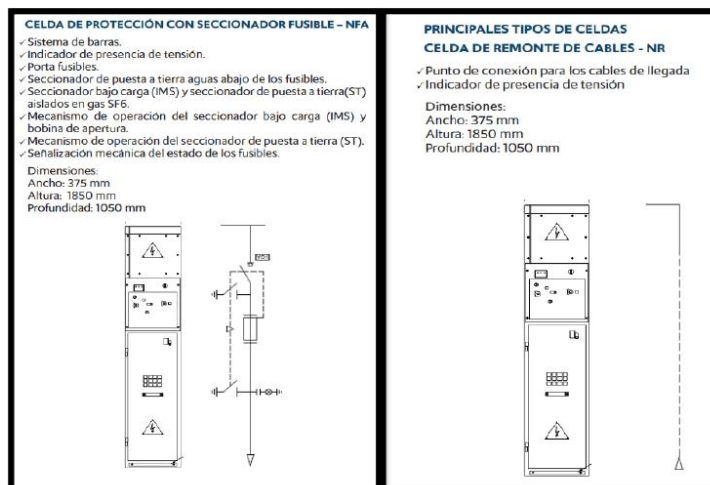 CELDA DE PROTECCIÓN CON SECCIONADOR FUSIBLE – NFA
✓ Sistema de barras.
✓ Indicador de presencia de tensión.
✓ Porta fusibles.
✓ Seccionador de puesta a tierra aguas abajo de los fusibles.
✓ Seccionador bajo carga (IMS) y seccionador de puesta a tierra(ST)
aislados en gas SF6.
✓ Mecanismo de operación del seccionador bajo carga (IMS) y
bobina de apertura.
✓ Mecanismo de operación del seccionador de puesta a tierra (ST).
✓ Señalización mecánica del estado de los fusibles.
Dimensiones:
Ancho: 375 mm
Altura: 1850 mm
Profundidad: 1050 mm
PRINCIPALES TIPOS DE CELDAS
CELDA DE REMONTE DE CABLES - NR
✓ Punto de conexión para los cables de llegada
✓ Indicador de presencia de tensión
Dimensiones:
Ancho: 375 mm
Altura: 1850 mm
Profundidad: 1050 mm